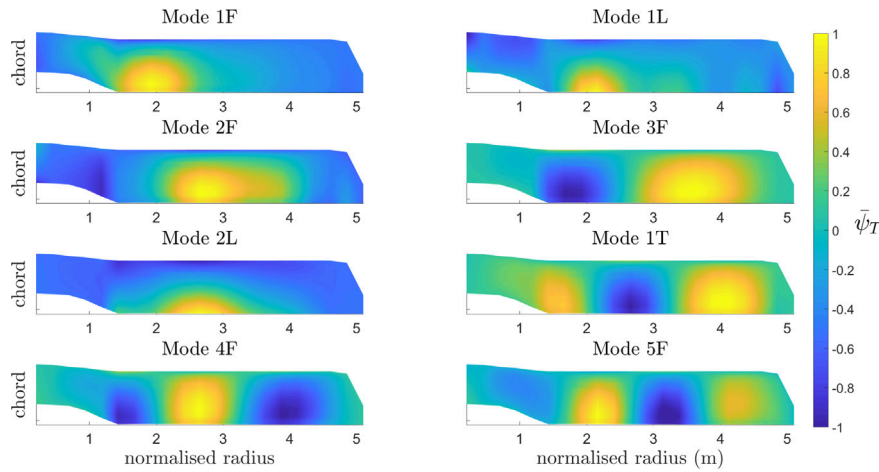 Mode 1F
Mode 1L
chord
1 2 3 4 5
1 2 3 4 5
Mode 2F
Mode 3F
chord
1 2 3 4 5
1 2 3 4 5
Mode 2L
Mode 1T
chord
1 2 3 4 5
1 2 3 4 5
Mode 4F
Mode 5F
chord
1 2 3 4 5
1 2 3 4 5
normalised radius
normalised radius (m)
1
0.8
0.6
0.4
0.2
0
-0.2
-0.4
-0.6
-0.8
-1
ψ̄_T